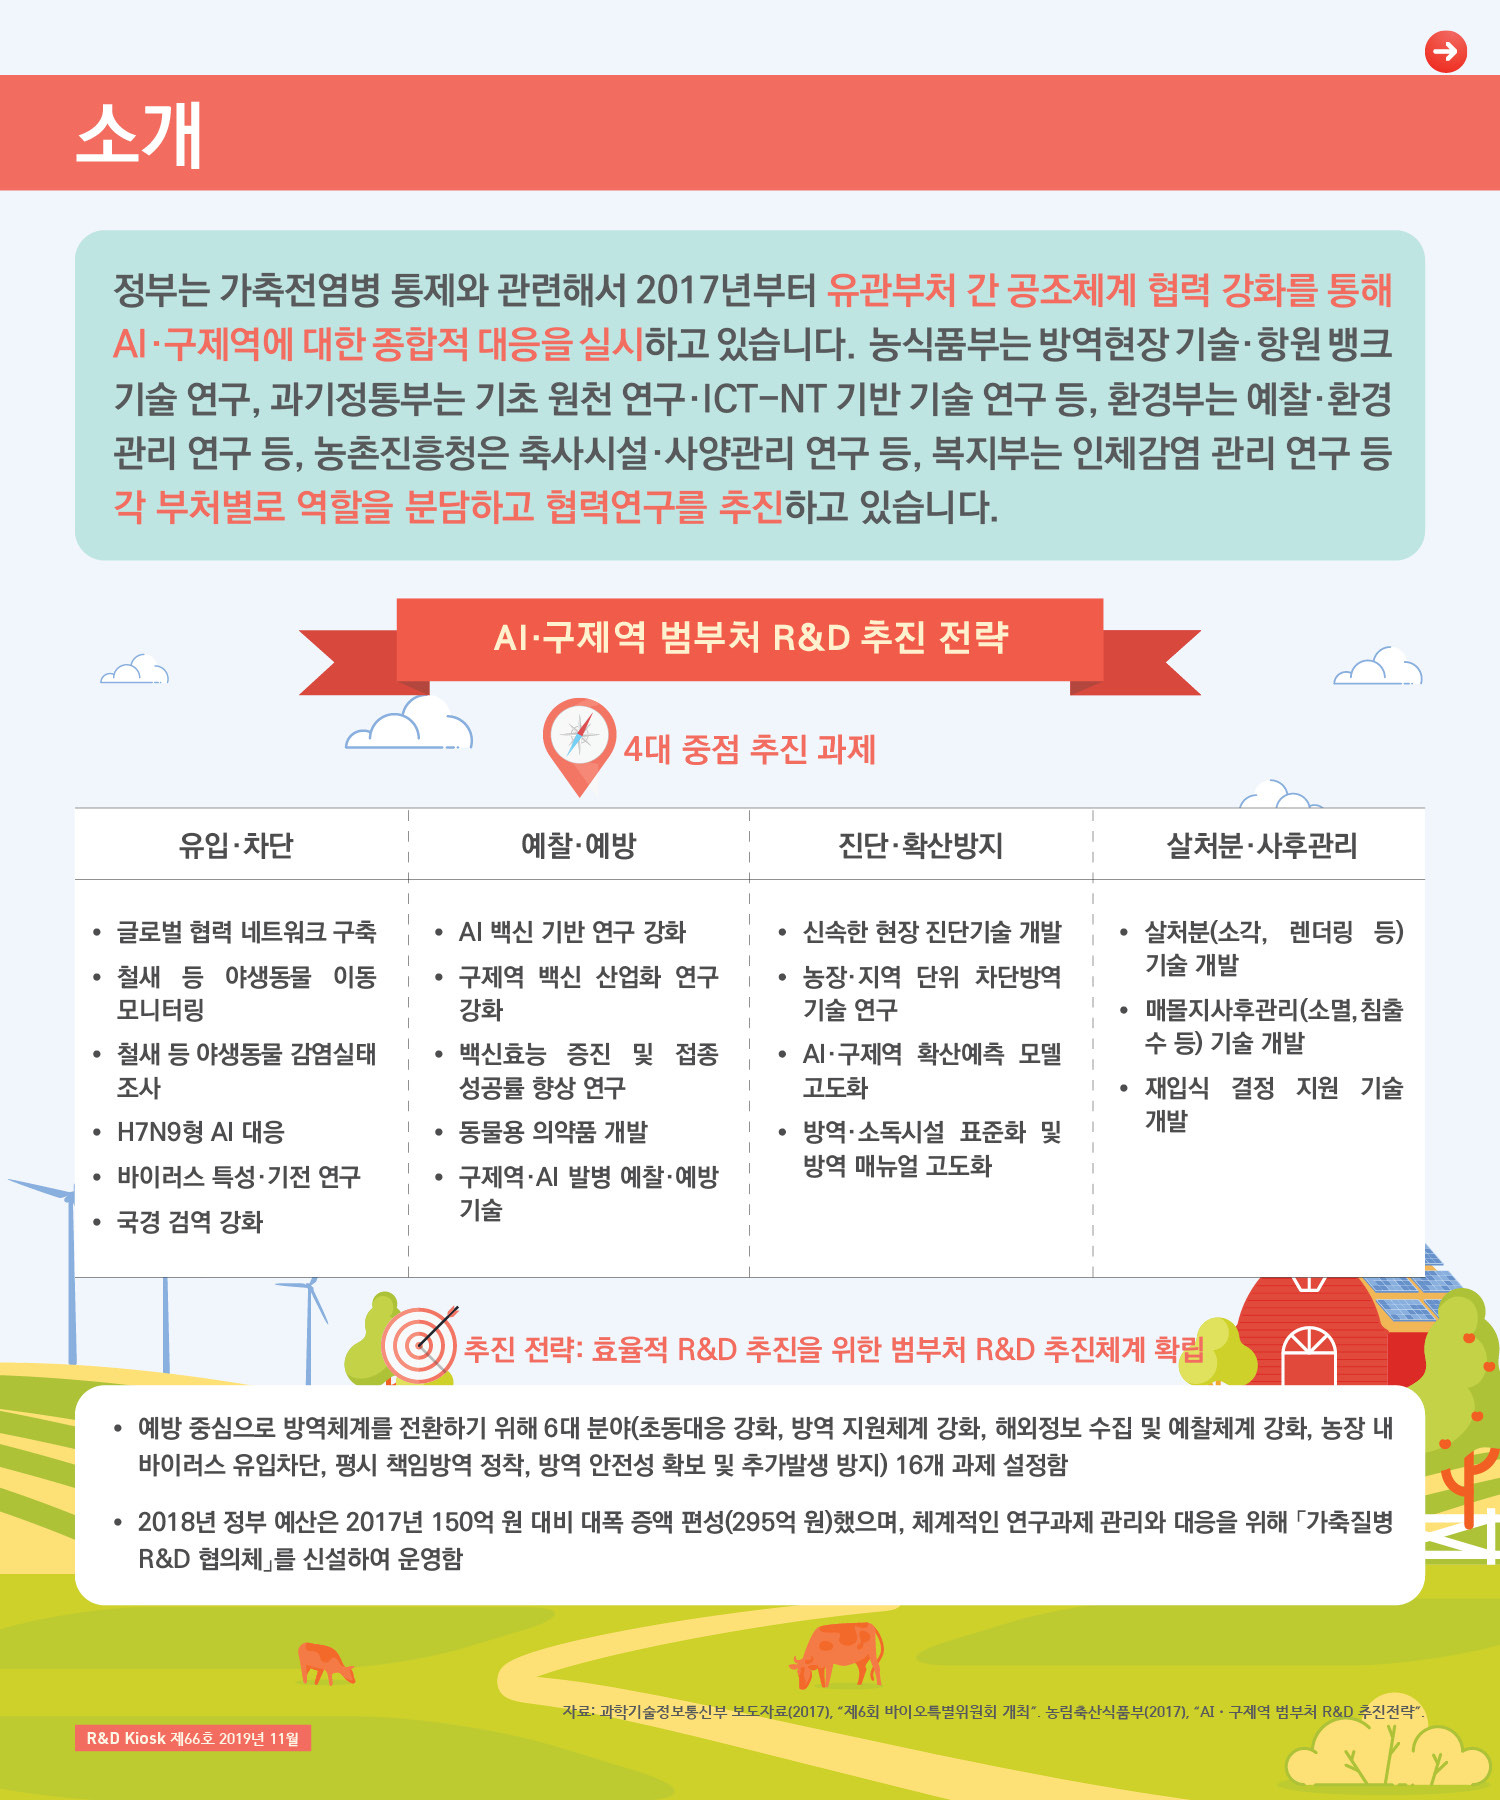 소개
정부는 가축전염병 통제와 관련해서 2017년부터 유관부처 간 공조체계 협력 강화를 통해
AI·구제역에 대한 종합적 대응을 실시하고 있습니다. 농식품부는 방역현장 기술·항원 뱅크
기술 연구, 과기정통부는 기초 원천 연구·ICT-NT 기반 기술 연구 등, 환경부는 예찰·환경
관리 연구 등, 농촌진흥청은 축사시설·사양관리 연구 등, 복지부는 인체감염 관리 연구 등
각 부처별로 역할을 분담하고 협력연구를 추진하고 있습니다.
AI·구제역 범부처 R&D 추진 전략
4대 중점 추진 과제
유입·차단
• 글로벌 협력 네트워크 구축
• 철새 등 야생동물 이동
모니터링
• 철새 등 야생동물 감염실태
조사
• H7N9형 AI 대응
• 바이러스 특성·기전 연구
• 국경 검역 강화
예찰·예방
• AI 백신 기반 연구 강화
• 구제역 백신 산업화 연구
강화
• 백신효능 증진 및 접종
성공률 향상 연구
• 동물용 의약품 개발
• 구제역·AI 발병 예찰·예방
기술
진단·확산방지
• 신속한 현장 진단기술 개발
• 농장·지역 단위 차단방역
기술 연구
• AI·구제역 확산예측 모델
고도화
• 방역·소독시설 표준화 및
방역 매뉴얼 고도화
살처분·사후관리
• 살처분(소각, 렌더링 등)
기술 개발
• 매몰지사후관리(소멸,침출
수 등) 기술 개발
• 재입식 결정 지원 기술
개발
추진 전략: 효율적 R&D 추진을 위한 범부처 R&D 추진체계 확립
• 예방 중심으로 방역체계를 전환하기 위해 6대 분야(초동대응 강화, 방역 지원체계 강화, 해외정보 수집 및 예찰체계 강화, 농장 내
바이러스 유입차단, 평시 책임방역 정착, 방역 안전성 확보 및 추가발생 방지) 16개 과제 설정함
• 2018년 정부 예산은 2017년 150억 원 대비 대폭 증액 편성(295억 원)했으며, 체계적인 연구과제 관리와 대응을 위해 「가축질병
R&D 협의체」를 신설하여 운영함
자료: 과학기술정보통신부 보도자료(2017), “제6회 바이오특별위원회 개최”. 농림축산식품부(2017), “AI · 구제역 범부처 R&D 추진전략”.
R&D Kiosk 제66호 2019년 11월